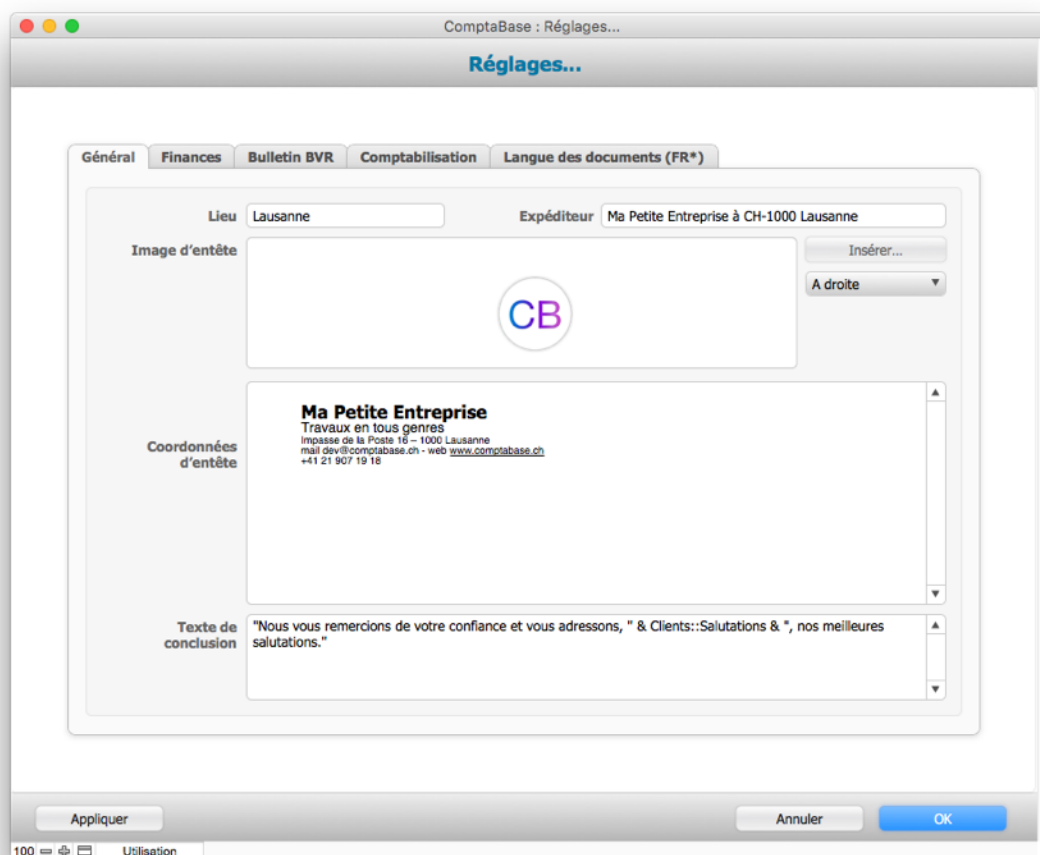 ComptaBase : Réglages...
Réglages...
Général Finances Bulletin BVR Comptabilisation Langue des documents (FR*)
Lieu Lausanne Expéditeur Ma Petite Entreprise à CH-1000 Lausanne
Image d'entête Insérer...
A droite
CB
Ma Petite Entreprise
Travaux en tous genres
Impasse de la Poste 16 – 1000 Lausanne
mail dev@comptabase.ch - web www.comptabase.ch
+41 21 907 19 18
Coordonnées
d'entête
Texte de
conclusion
"Nous vous remercions de votre confiance et vous adressons, " & Clients::Salutations & ", nos meilleures
salutations."
Appliquer Annuler OK
100 Utilisation